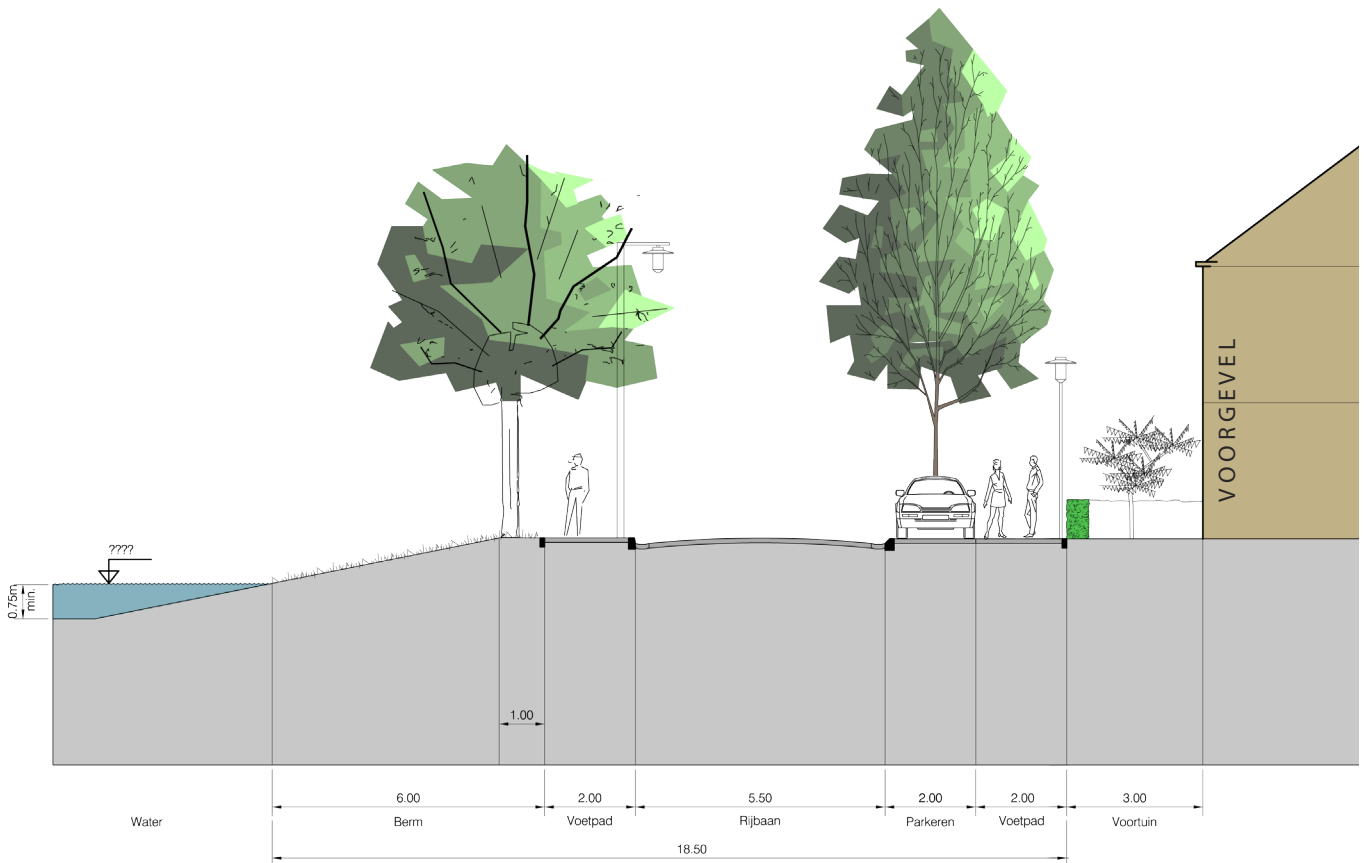 VOORGEVEL
????
0.75m
min.
1.00
6.00 2.00 5.50 2.00 2.00 3.00
Water Berm Voetpad Rijbaan Parkeren Voetpad Voortuin
18.50